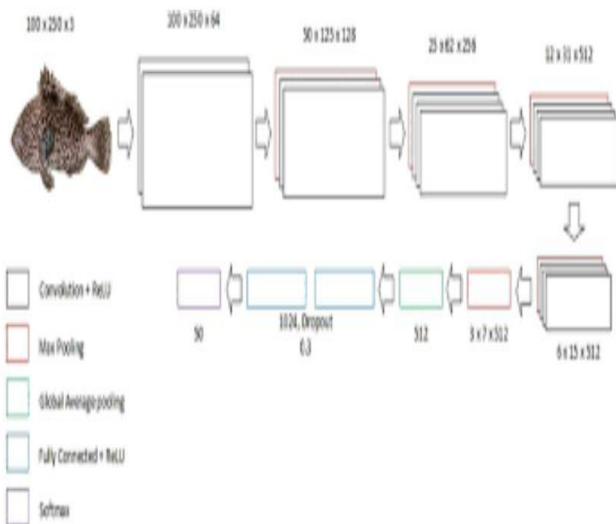 100 x 250 x 3
100 x 250 x 64
50 x 125 x 128
25 x 62 x 256
12 x 31 x 512
Convolution + ReLU
Max Pooling
Global Average pooling
Fully Connected + ReLU
Softmax
50
1024, Dropout
0.3
512
3 x 7 x 512
6 x 15 x 512